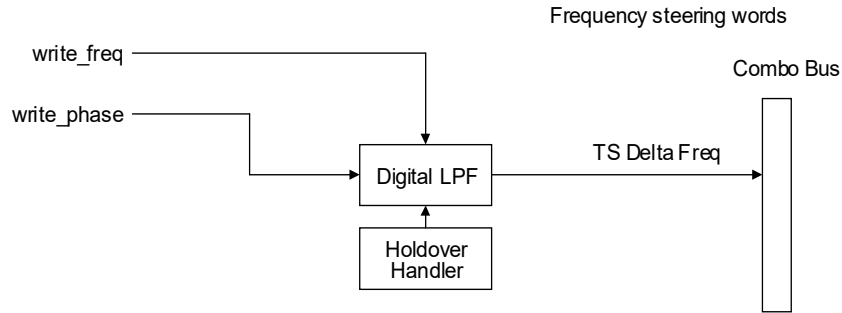 Frequency steering words
write_freq
Combo Bus
write_phase
TS Delta Freq
Digital LPF
Holdover
Handler